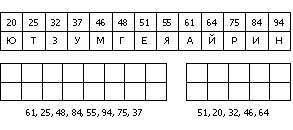 20 25 32 37 46 48 51 55 61 64 75 84 94
Ю Т З У М Г Е Я А Й Р И Н
61, 25, 48, 84, 55, 94, 75, 37 51, 20, 32, 46, 64